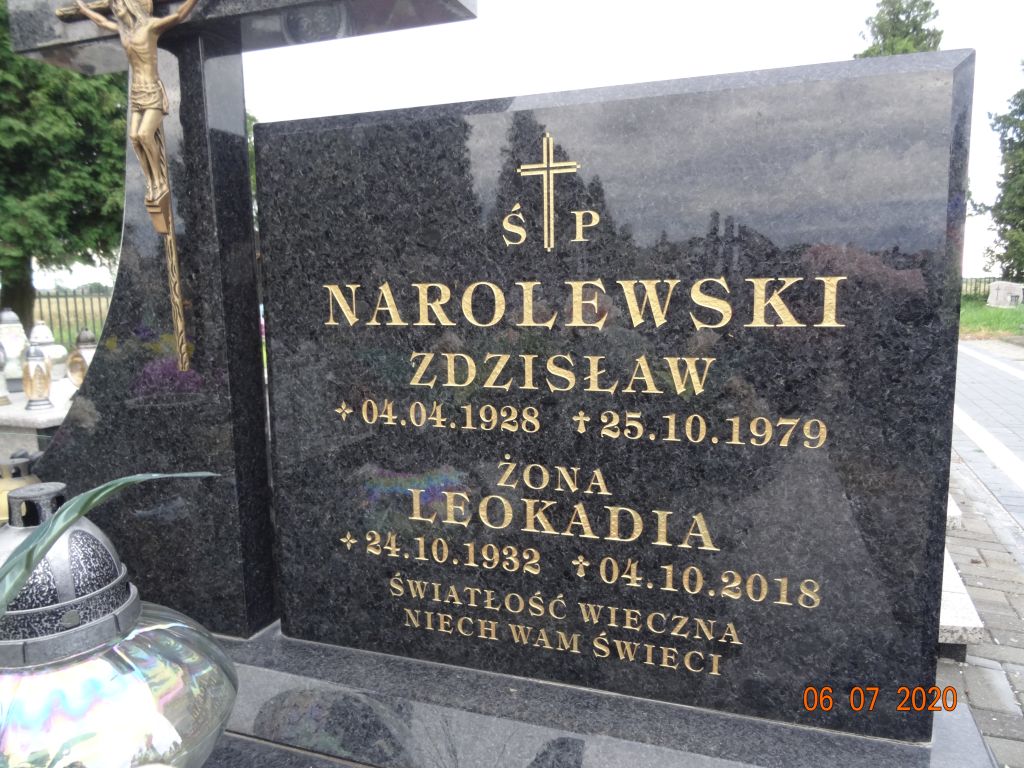 Ś P
NAROLEWSKI
ZDZISŁAW
04.04.1928 25.10.1979
ŻONA
LEOKADIA
24.10.1932 04.10.2018
ŚWIATŁOŚĆ WIECZNA
NIECH WAM ŚWIECI
06 07 2020